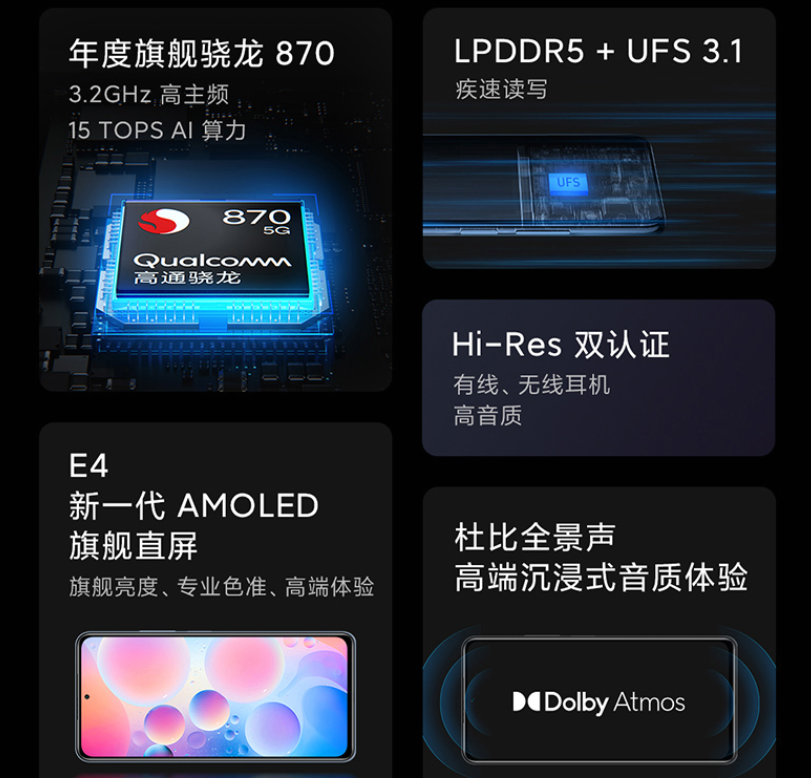 年度旗舰骁龙 870
3.2GHz 高主频
15 TOPS AI 算力
870
5G
Qualcomm
高通骁龙
LPDDR5 + UFS 3.1
疾速读写
UFS
Hi-Res 双认证
有线、无线耳机
高音质
E4
新一代 AMOLED
旗舰直屏
旗舰亮度、专业色准、高端体验
杜比全景声
高端沉浸式音质体验
Dolby Atmos